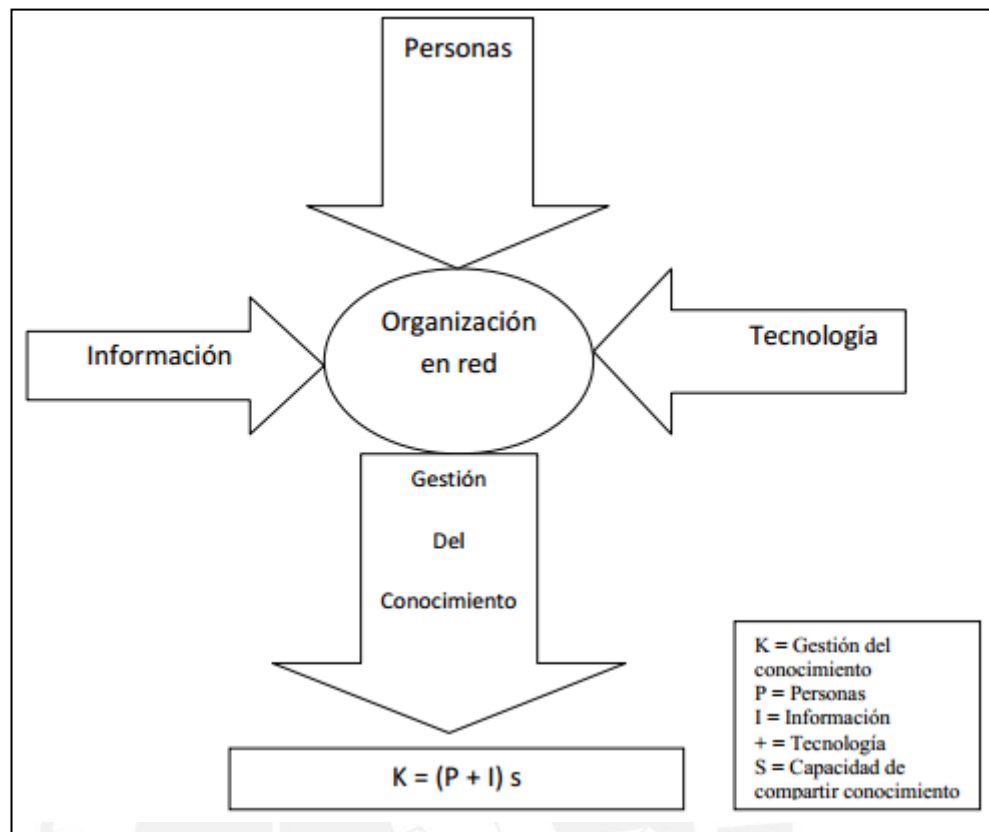 Personas
Información
Organización
en red
Tecnología
Gestión
Del
Conocimiento
K = (P + I) s
K = Gestión del
conocimiento
P = Personas
I = Información
+ = Tecnología
S = Capacidad de
compartir conocimiento